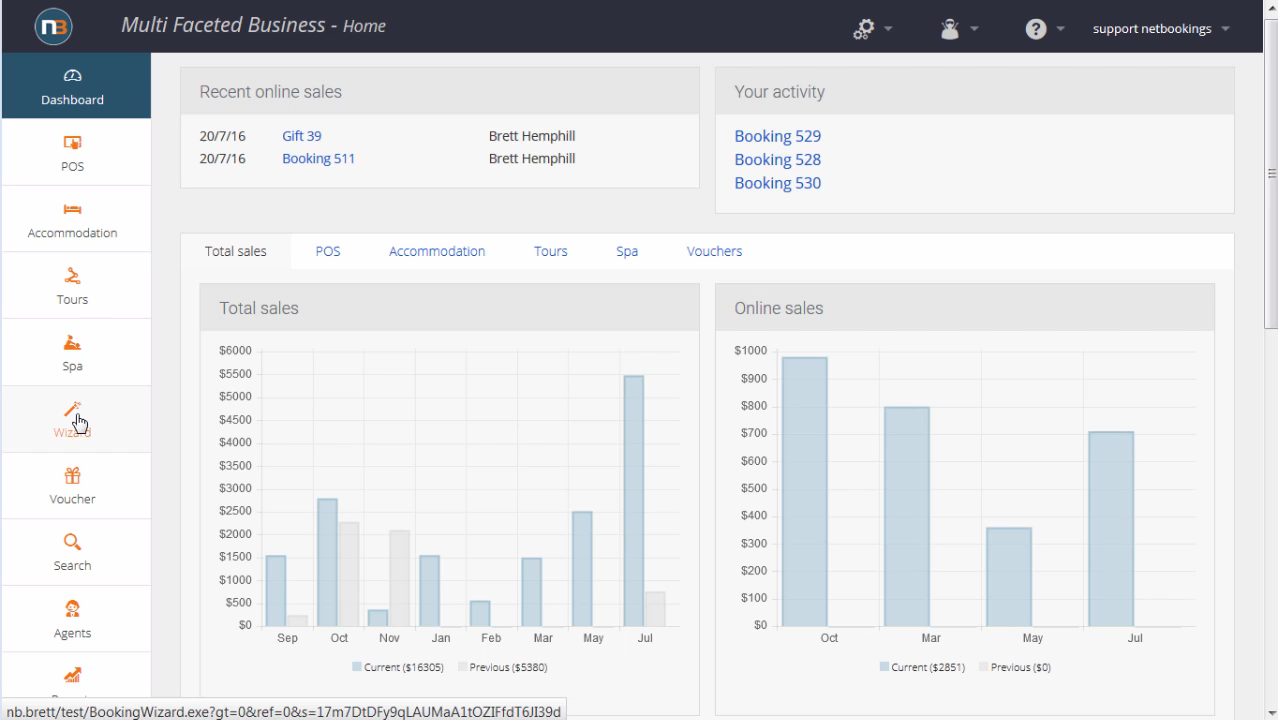 nB
Multi Faceted Business - Home
support netbookings
Dashboard
POS
Accommodation
Tours
Spa
Wizard
Voucher
Search
Agents
Recent online sales
20/7/16 Gift 39 Brett Hemphill
20/7/16 Booking 511 Brett Hemphill
Your activity
Booking 529
Booking 528
Booking 530
Total sales POS Accommodation Tours Spa Vouchers
Total sales
$6000
$5500
$5000
$4500
$4000
$3500
$3000
$2500
$2000
$1500
$1000
$500
$0
Sep Oct Nov Jan Feb Mar May Jul
Current ($16305) Previous ($5380)
Online sales
$1000
$900
$800
$700
$600
$500
$400
$300
$200
$100
$0
Oct Mar May Jul
Current ($2851) Previous ($0)
nb.brett/test/BookingWizard.exe?gt=0&ref=0&s=17m7DtDFy9qLAUMaA1tOZIFfdT6JI39d